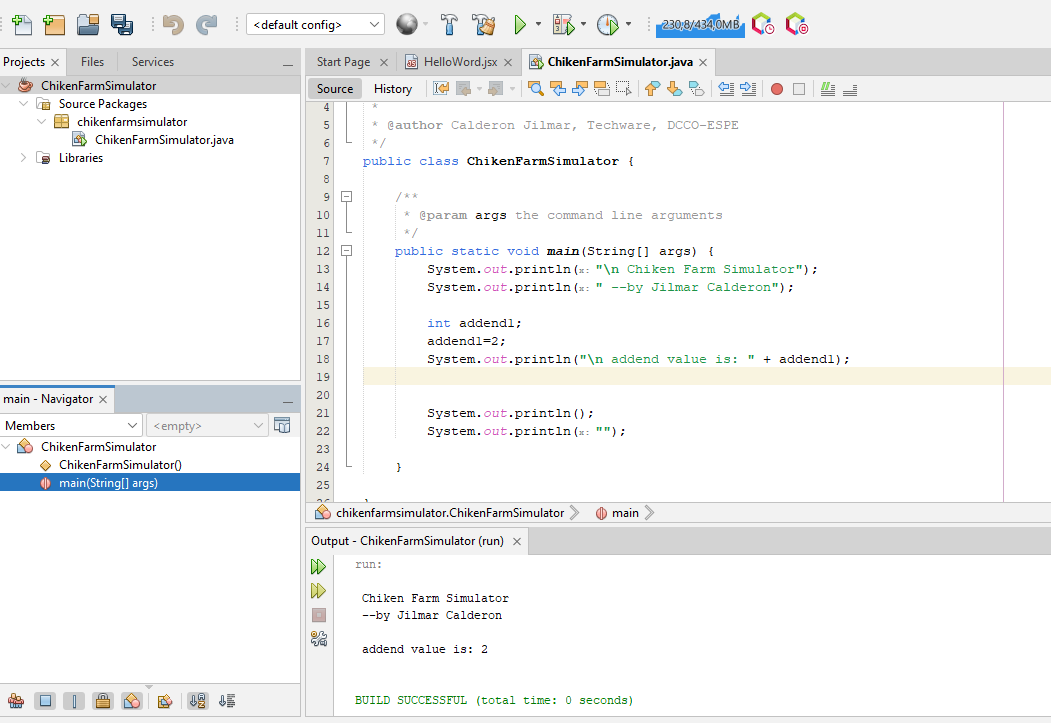 <default config>
230,8/434,0MB
Projects
Files
Services
ChikenFarmSimulator
Source Packages
chikenfarmsimulator
ChikenFarmSimulator.java
Libraries
Start Page
HelloWord.jsx
ChikenFarmSimulator.java
Source
History
4 *
5 * @author Calderon Jilmar, Techware, DCCO-ESPE
6 */
7 public class ChikenFarmSimulator {
8
9 /**
10 * @param args the command line arguments
11 */
12 public static void main(String[] args) {
13 System.out.println(x: "\n Chiken Farm Simulator");
14 System.out.println(x: " --by Jilmar Calderon");
15
16 int addend1;
17 addend1=2;
18 System.out.println("\n addend value is: " + addend1);
19
20
21 System.out.println();
22 System.out.println(x: "");
23
24 }
25
chikenfarmsimulator.ChikenFarmSimulator
main
main - Navigator
Members
<empty>
ChikenFarmSimulator
ChikenFarmSimulator()
main(String[] args)
Output - ChikenFarmSimulator (run)
run:
Chiken Farm Simulator
--by Jilmar Calderon
addend value is: 2
BUILD SUCCESSFUL (total time: 0 seconds)